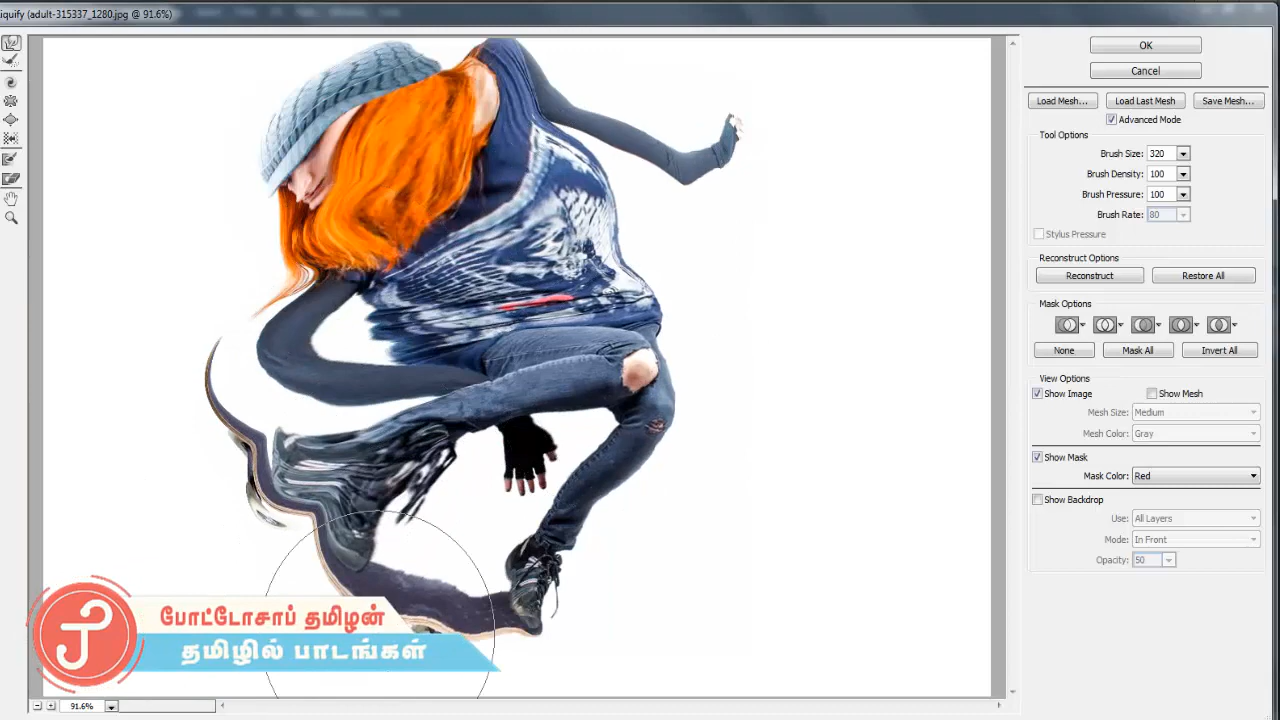 iquify (adult-315337_1280.jpg @ 91.6%)
OK
Cancel
Load Mesh... Load Last Mesh Save Mesh...
Advanced Mode
Tool Options
Brush Size: 320
Brush Density: 100
Brush Pressure: 100
Brush Rate: 80
Stylus Pressure
Reconstruct Options
Reconstruct Restore All
Mask Options
None Mask All Invert All
View Options
Show Image Show Mesh
Mesh Size: Medium
Mesh Color: Gray
Show Mask
Mask Color: Red
Show Backdrop
Use: All Layers
Mode: In Front
Opacity: 50
போட்டோசாப் தமிழன்
தமிழில் பாடங்கள்
91.6%